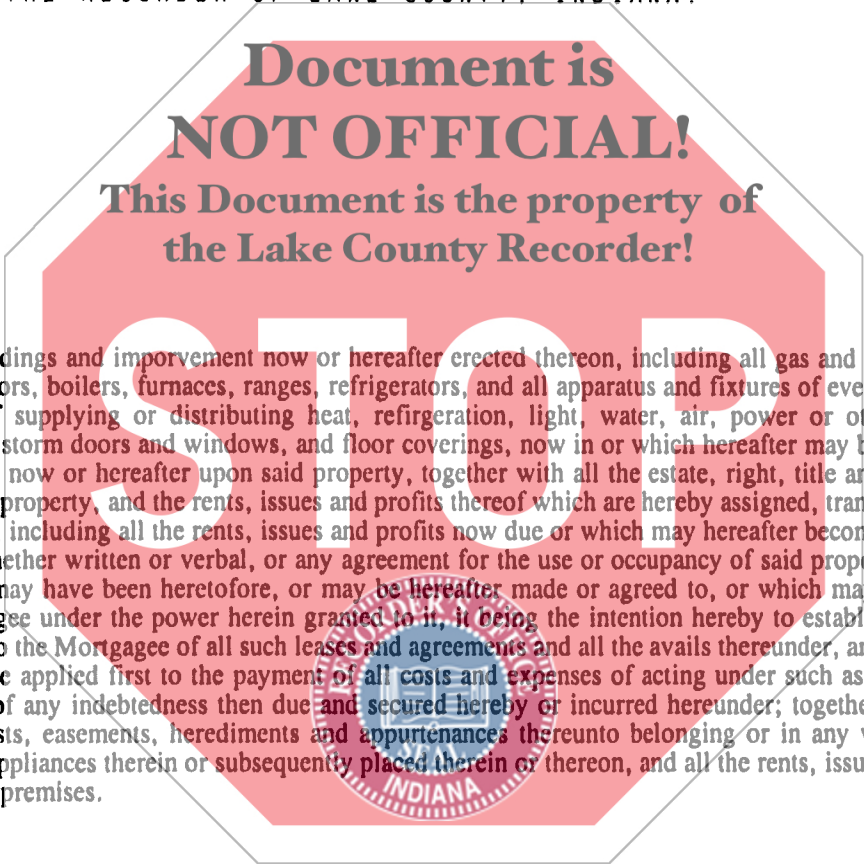 THE RECORDER OF LAKE COUNTY, INDIANA.
Document is
NOT OFFICIAL!
This Document is the property of
the Lake County Recorder!
STOP
dings and imporvement now or hereafter erected thereon, including all gas and
ors, boilers, furnaces, ranges, refrigerators, and all apparatus and fixtures of eve
supplying or distributing heat, refirgeration, light, water, air, power or ot
storm doors and windows, and floor coverings, now in or which hereafter may b
now or hereafter upon said property, together with all the estate, right, title an
property, and the rents, issues and profits thereof which are hereby assigned, tran
including all the rents, issues and profits now due or which may hereafter becom
ether written or verbal, or any agreement for the use or occupancy of said prope
may have been heretofore, or may be hereafter made or agreed to, or which ma
gee under the power herein granted to it, it being the intention hereby to establ
o the Mortgagee of all such leases and agreements and all the avails thereunder, an
e applied first to the payment of all costs and expenses of acting under such as
of any indebtedness then due and secured hereby or incurred hereunder; togethe
sts, easements, herediments and appurtenances thereunto belonging or in any
ppliances therein or subsequently placed therein or thereon, and all the rents, issu
premises.
RECORDER'S OFFICE
SEAL
INDIANA